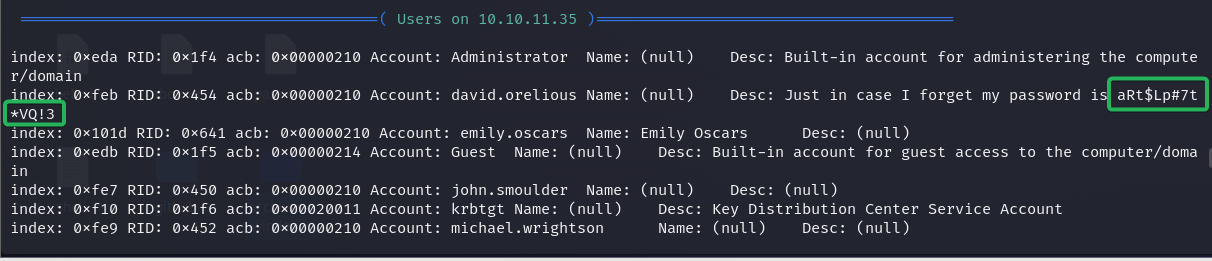 ( Users on 10.10.11.35 )
index: 0×eda RID: 0×1f4 acb: 0×00000210 Account: Administrator  Name: (null)    Desc: Built-in account for administering the compute
r/domain
index: 0×feb RID: 0×454 acb: 0×00000210 Account: david.orelious Name: (null)    Desc: Just in case I forget my password is aRt$Lp#7t
*VQ!3
index: 0×101d RID: 0×641 acb: 0×00000210 Account: emily.oscars  Name: Emily Oscars      Desc: (null)
index: 0×edb RID: 0×1f5 acb: 0×00000214 Account: Guest  Name: (null)    Desc: Built-in account for guest access to the computer/doma
in
index: 0×fe7 RID: 0×450 acb: 0×00000210 Account: john.smoulder  Name: (null)    Desc: (null)
index: 0×f10 RID: 0×1f6 acb: 0×00020011 Account: krbtgt Name: (null)    Desc: Key Distribution Center Service Account
index: 0×fe9 RID: 0×452 acb: 0×00000210 Account: michael.wrightson      Name: (null)    Desc: (null)